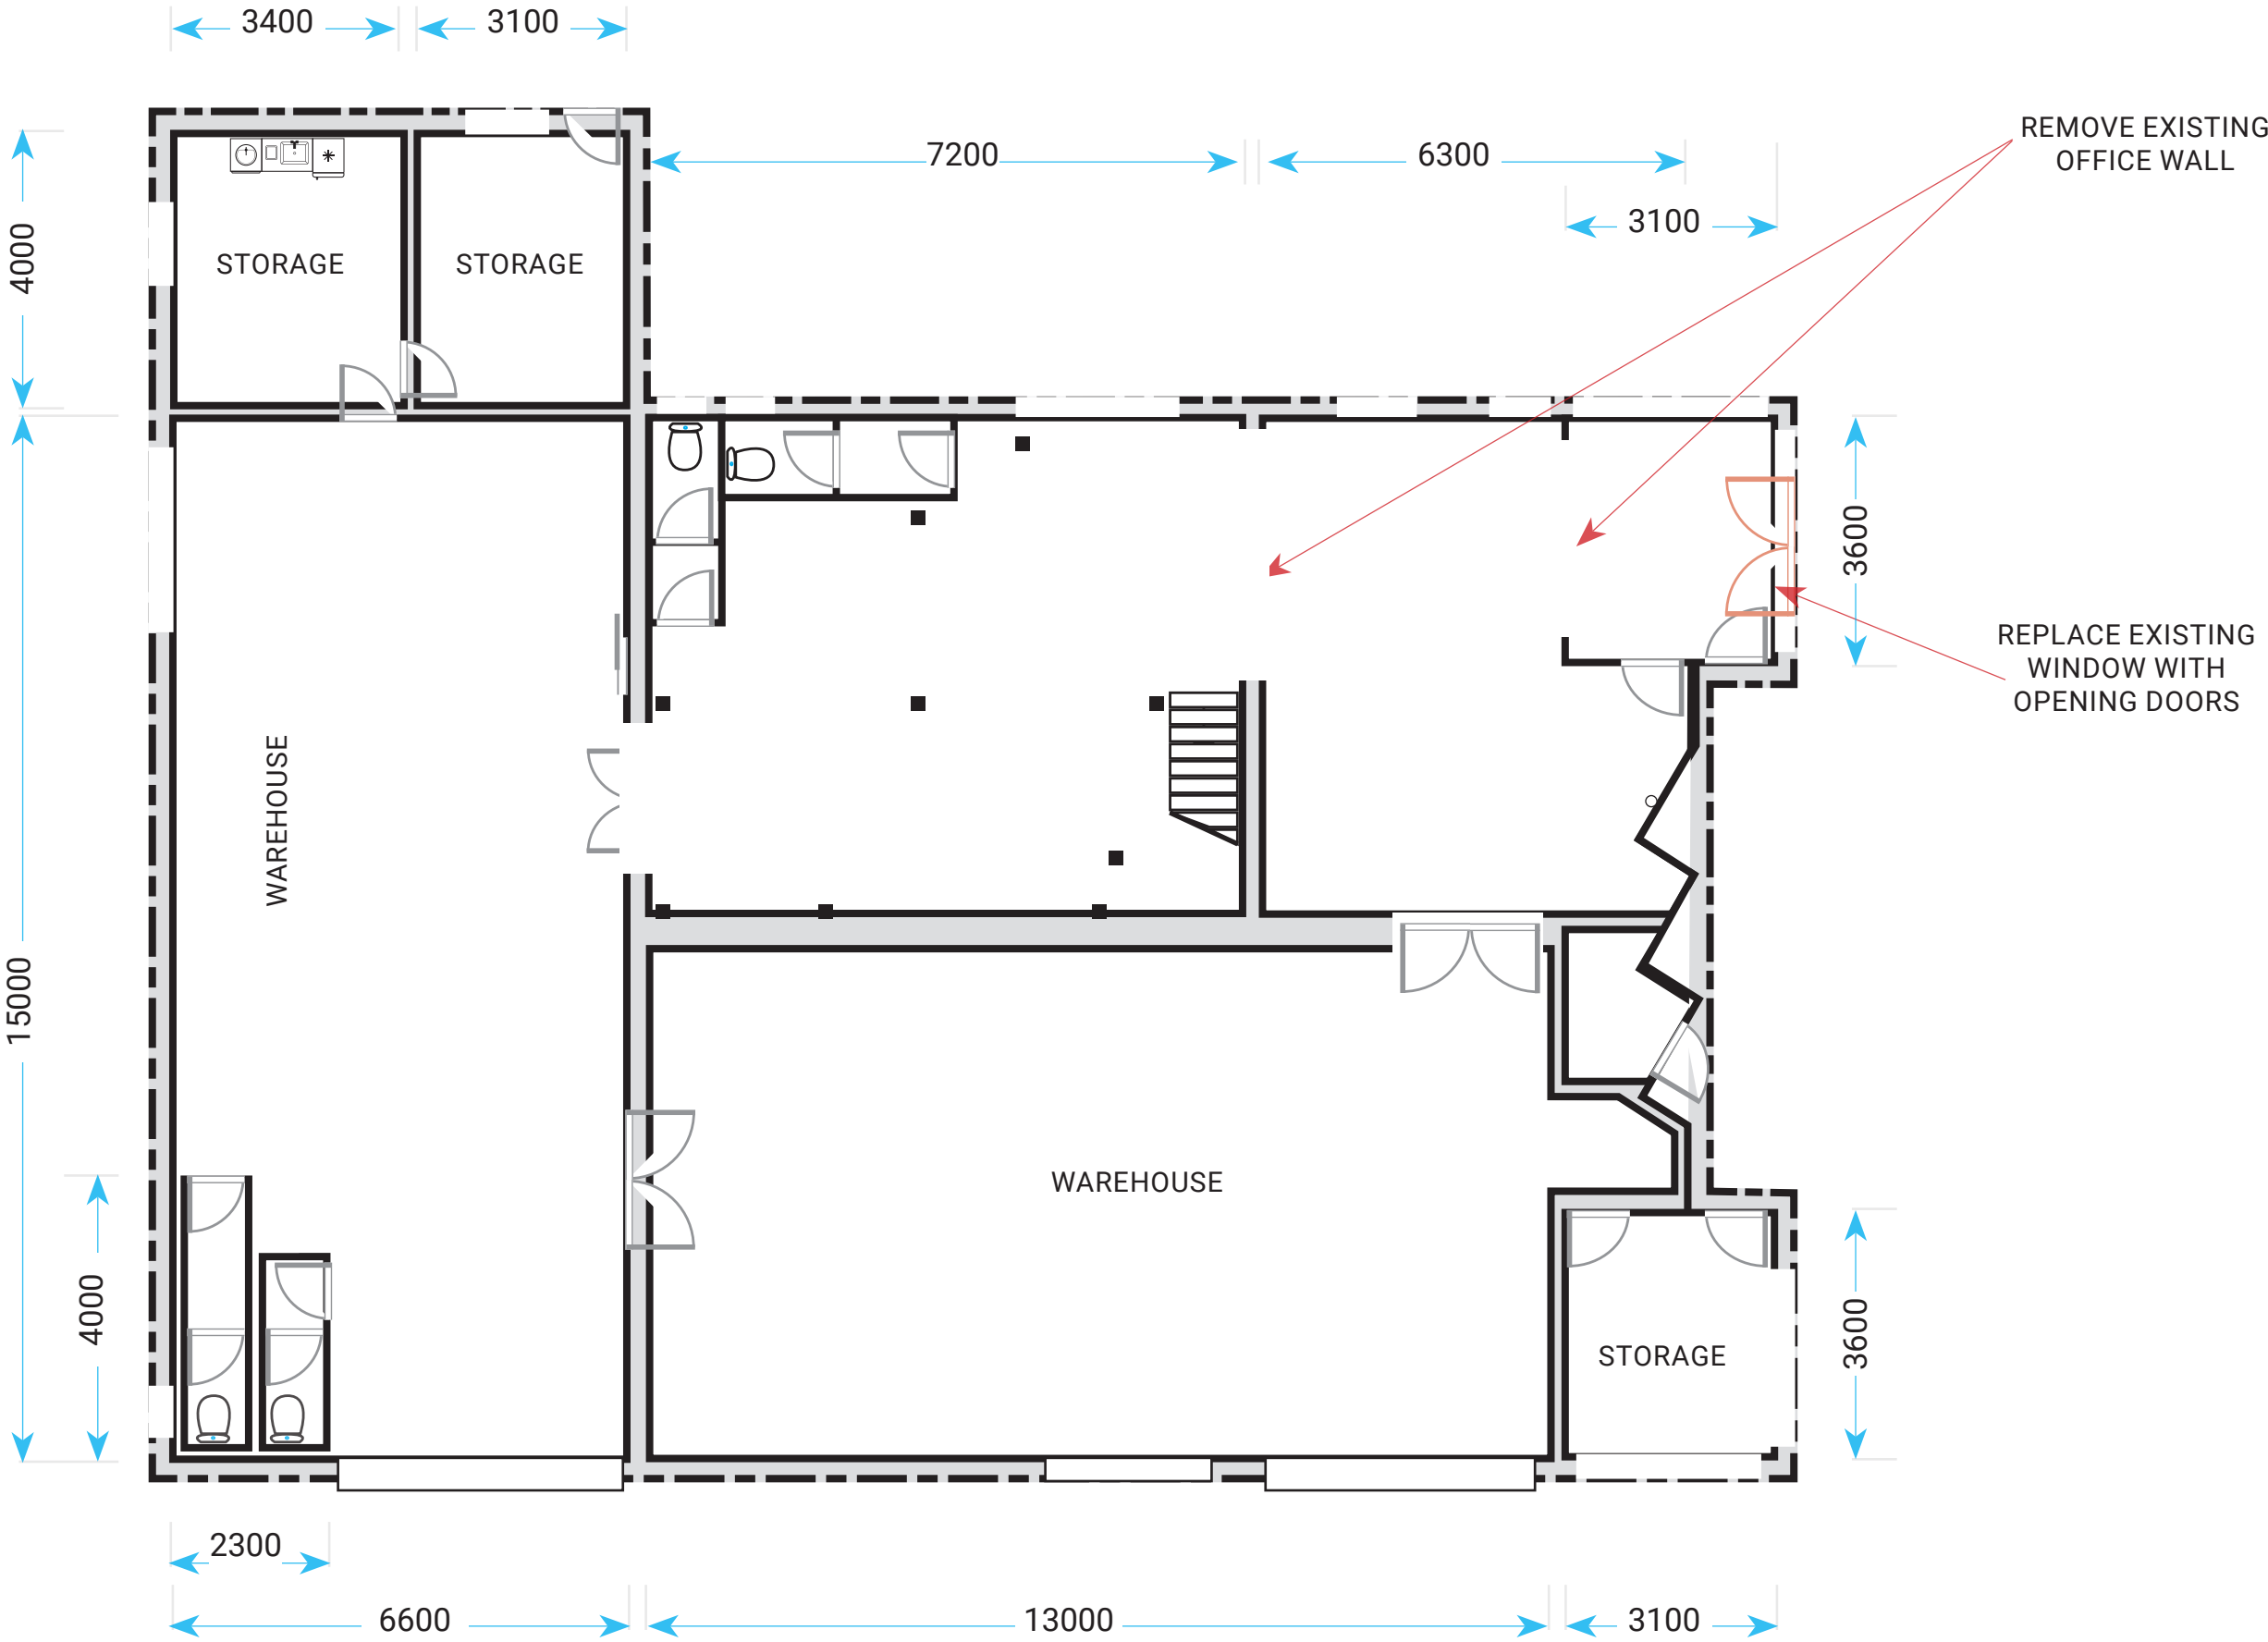 3400
3100
7200
6300
3100
REMOVE EXISTING
OFFICE WALL
4000
STORAGE
STORAGE
3600
REPLACE EXISTING
WINDOW WITH
OPENING DOORS
WAREHOUSE
15000
WAREHOUSE
4000
STORAGE
3600
2300
6600
13000
3100